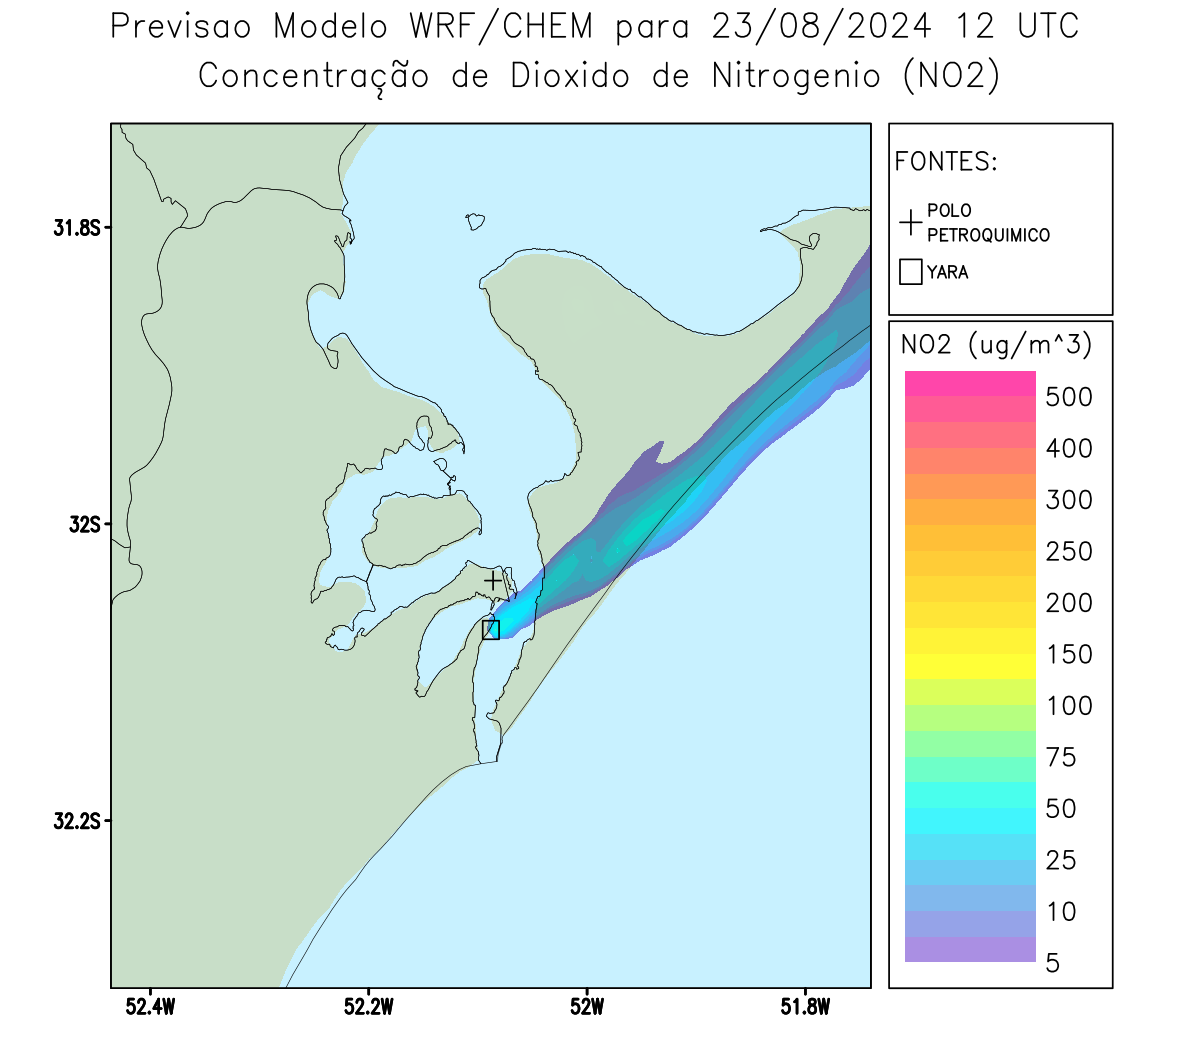 Previsao Modelo WRF/CHEM para 23/08/2024 12 UTC
Concentração de Dioxido de Nitrogenio (NO2)
FONTES:
POLO
PETROQUIMICO
YARA
NO2 (ug/m^3)
500
400
300
250
200
150
100
75
50
25
10
5
31.8S
32S
32.2S
52.4W
52.2W
52W
51.8W